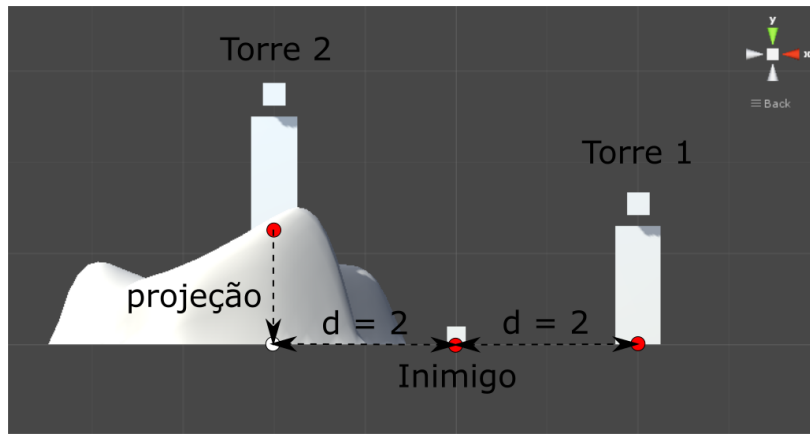 Torre 2
y
x
Back
Torre 1
projeção
d = 2
d = 2
Inimigo